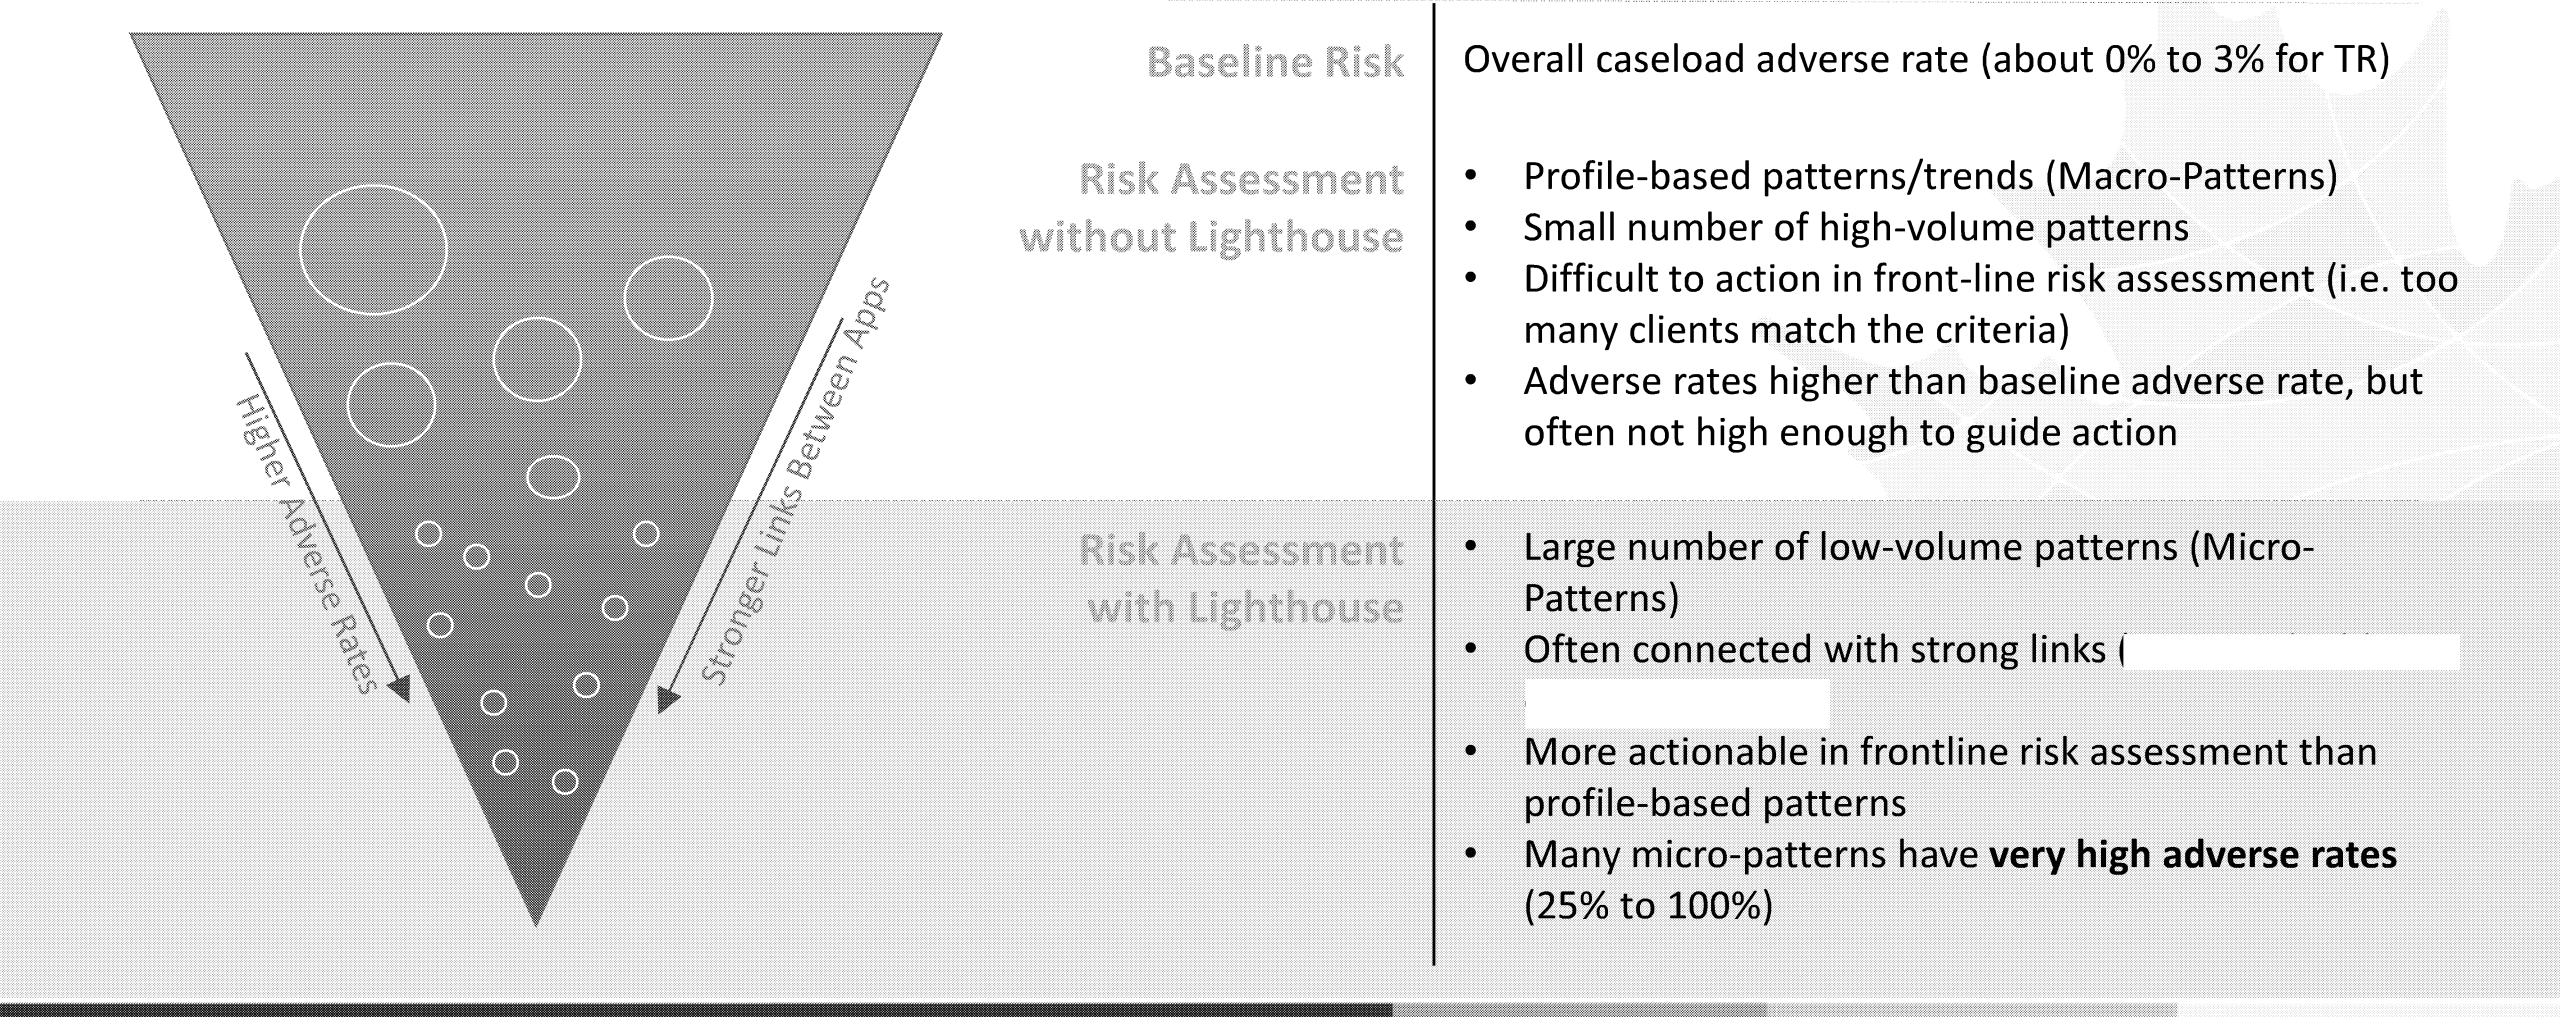 Baseline Risk
Overall caseload adverse rate (about 0% to 3% for TR)
Risk Assessment
without Lighthouse
• Profile-based patterns/trends (Macro-Patterns)
• Small number of high-volume patterns
• Difficult to action in front-line risk assessment (i.e. too
many clients match the criteria)
• Adverse rates higher than baseline adverse rate, but
often not high enough to guide action
Higher Adverse Rates
Stronger Links Between Apps
Risk Assessment
with Lighthouse
• Large number of low-volume patterns (Micro-
Patterns)
• Often connected with strong links (
• More actionable in frontline risk assessment than
profile-based patterns
• Many micro-patterns have very high adverse rates
(25% to 100%)